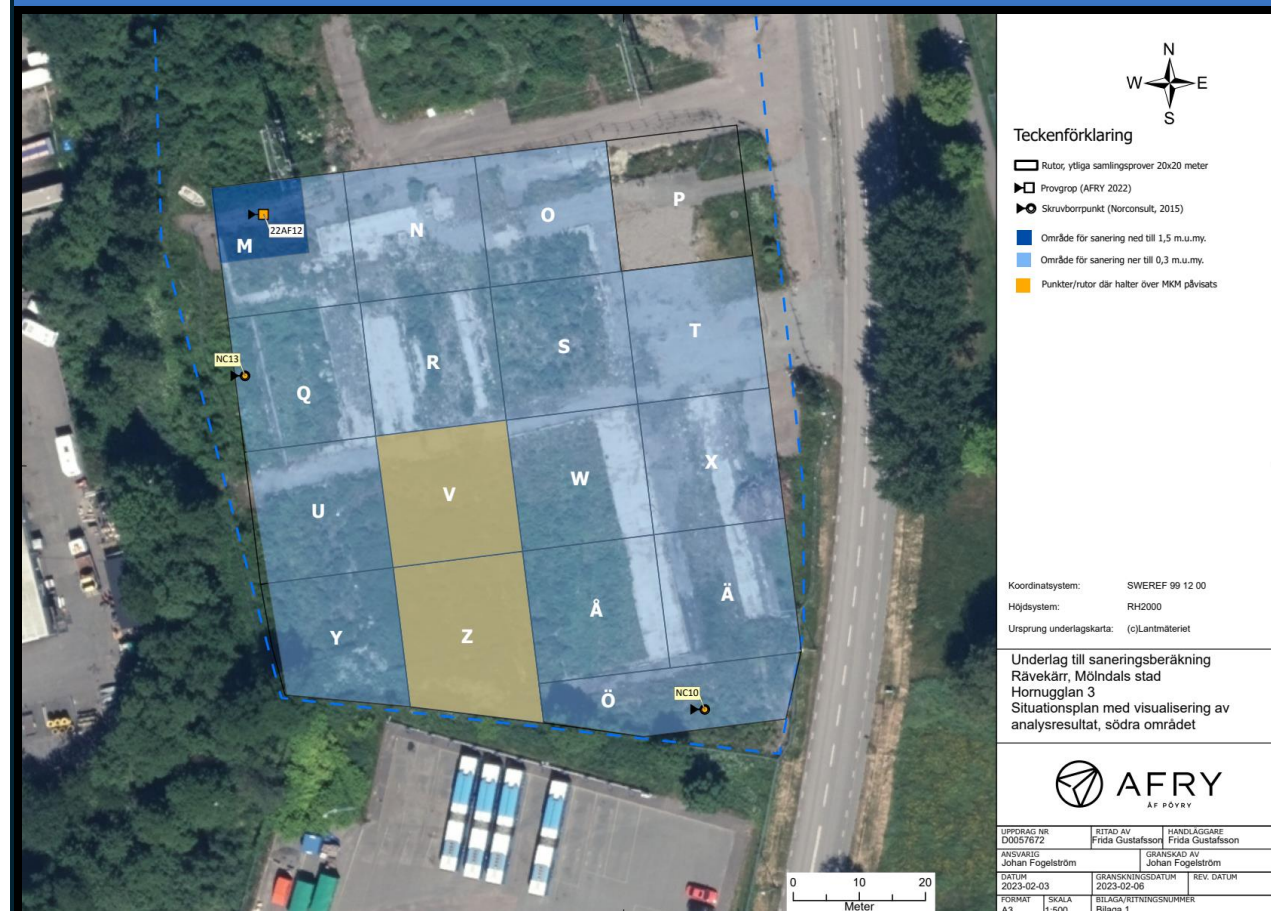 N
W E
S
Teckenförklaring
Rutor, ytliga samlingsprover 20x20 meter
Provgrop (AFRY 2022)
Skruvborrpunkt (Norconsult, 2015)
Område för sanering ned till 1,5 m.u.my.
Område för sanering ner till 0,3 m.u.my.
Punkter/rutor där halter över MKM påvisats
M
22AF12
N
O
P
NC13
Q
R
S
T
U
V
W
X
Y
Z
Å
Ä
Ö
NC10
0 10 20
Meter
Koordinatsystem: SWEREF 99 12 00
Höjdsystem: RH2000
Ursprung underlagskarta: (c)Lantmäteriet
Underlag till saneringsberäkning
Rävekärr, Mölndals stad
Hornugglan 3
Situationsplan med visualisering av
analysresultat, södra området
AFRY
ÅF PÖYRY
UPPDRAG NR RITAD AV HANDLÄGGARE
D0057672 Frida Gustafsson Frida Gustafsson
ANSVARIG GRANSKAD AV
Johan Fogelström Johan Fogelström
DATUM GRANSKNINGSDATUM REV. DATUM
2023-02-03 2023-02-06
FORMAT SKALA BILAGA/RITNINGSNUMMER
A3 1:500 Bilaga 1